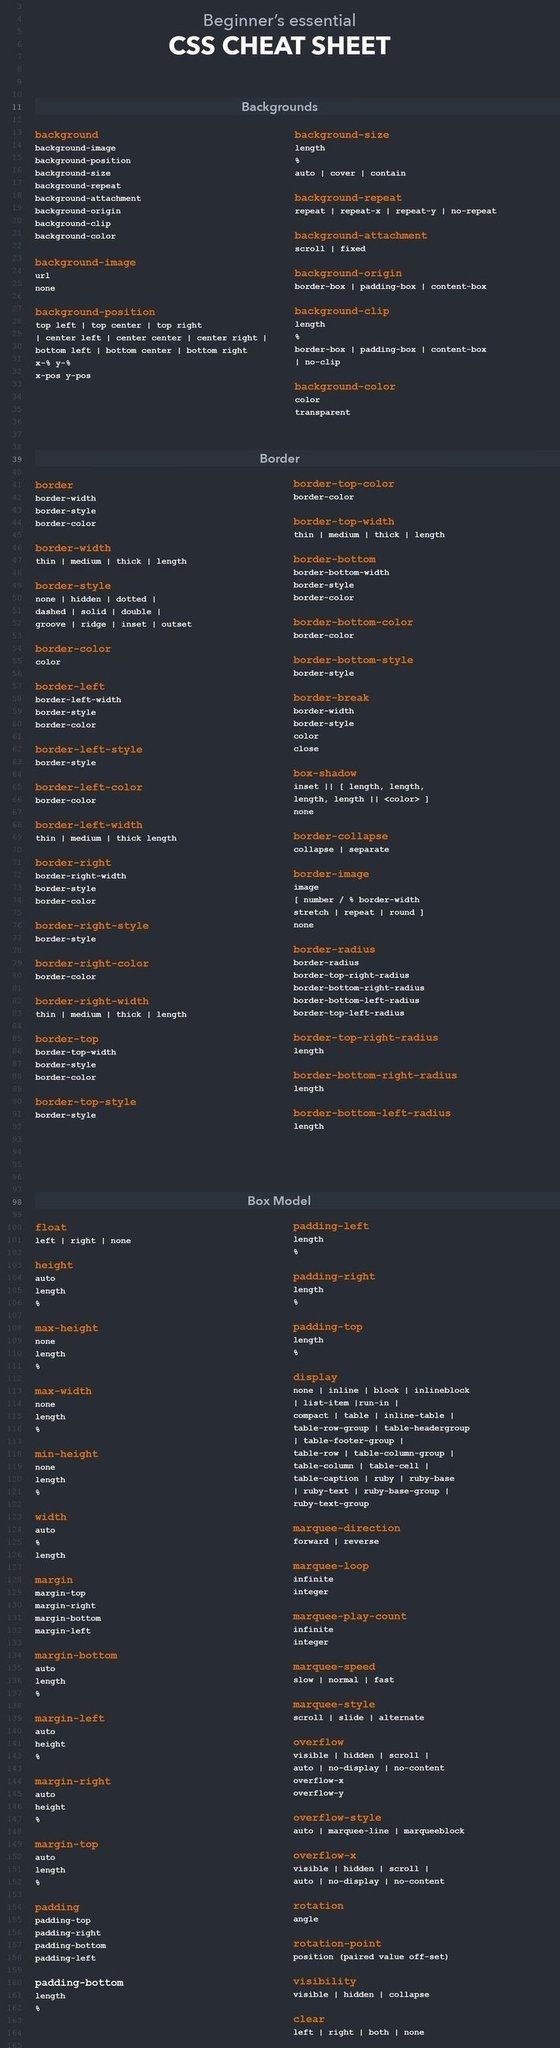 Beginner's essential
CSS CHEAT SHEET
Backgrounds
background
background-image
background-position
background-size
background-repeat
background-attachment
background-origin
background-clip
background-color
background-image
url
none
background-position
top left | top center | top right
| center left | center center | center right |
bottom left | bottom center | bottom right
x-% y-%
x-pos y-pos
background-size
length
%
auto | cover | contain
background-repeat
repeat | repeat-x | repeat-y | no-repeat
background-attachment
scroll | fixed
background-origin
border-box | padding-box | content-box
background-clip
length
%
border-box | padding-box | content-box
| no-clip
background-color
color
transparent
Border
border
border-width
border-style
border-color
border-width
thin | medium | thick | length
border-style
none | hidden | dotted |
dashed | solid | double |
groove | ridge | inset | outset
border-color
color
border-left
border-left-width
border-style
border-color
border-left-style
border-style
border-left-color
border-color
border-left-width
thin | medium | thick length
border-right
border-right-width
border-style
border-color
border-right-style
border-style
border-right-color
border-color
border-right-width
thin | medium | thick | length
border-top
border-top-width
border-style
border-color
border-top-style
border-style
border-top-color
border-color
border-top-width
thin | medium | thick | length
border-bottom
border-bottom-width
border-style
border-color
border-bottom-color
border-color
border-bottom-style
border-style
border-break
border-width
border-style
color
close
box-shadow
inset || [ length, length,
length, length || <color> ]
none
border-collapse
collapse | separate
border-image
image
[ number / % border-width
stretch | repeat | round ]
none
border-radius
border-radius
border-top-right-radius
border-bottom-right-radius
border-bottom-left-radius
border-top-left-radius
border-top-right-radius
length
border-bottom-right-radius
length
border-bottom-left-radius
length
Box Model
float
left | right | none
height
auto
length
%
max-height
none
length
%
max-width
none
length
%
min-height
none
length
%
width
auto
%
length
margin
margin-top
margin-right
margin-bottom
margin-left
margin-bottom
auto
length
%
margin-left
auto
height
%
margin-right
auto
height
%
margin-top
auto
length
%
padding
padding-top
padding-right
padding-bottom
padding-left
padding-bottom
length
%
padding-left
length
%
padding-right
length
%
padding-top
length
%
display
none | inline | block | inlineblock
| list-item |run-in |
compact | table | inline-table |
table-row-group | table-headergroup
| table-footer-group |
table-row | table-column-group |
table-column | table-cell |
table-caption | ruby | ruby-base
| ruby-text | ruby-base-group |
ruby-text-group
marquee-direction
forward | reverse
marquee-loop
infinite
integer
marquee-play-count
infinite
integer
marquee-speed
slow | normal | fast
marquee-style
scroll | slide | alternate
overflow
visible | hidden | scroll |
auto | no-display | no-content
overflow-x
overflow-y
overflow-style
auto | marquee-line | marqueeblock
overflow-x
visible | hidden | scroll |
auto | no-display | no-content
rotation
angle
rotation-point
position (paired value off-set)
visibility
visible | hidden | collapse
clear
left | right | both | none